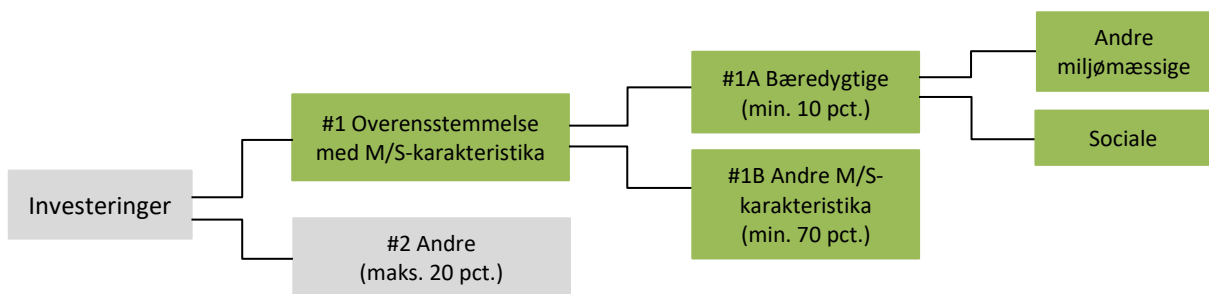 Investeringer
#1 Overensstemmelse
med M/S-karakteristika
#2 Andre
(maks. 20 pct.)
#1A Bæredygtige
(min. 10 pct.)
#1B Andre M/S-
karakteristika
(min. 70 pct.)
Andre
miljømæssige
Sociale